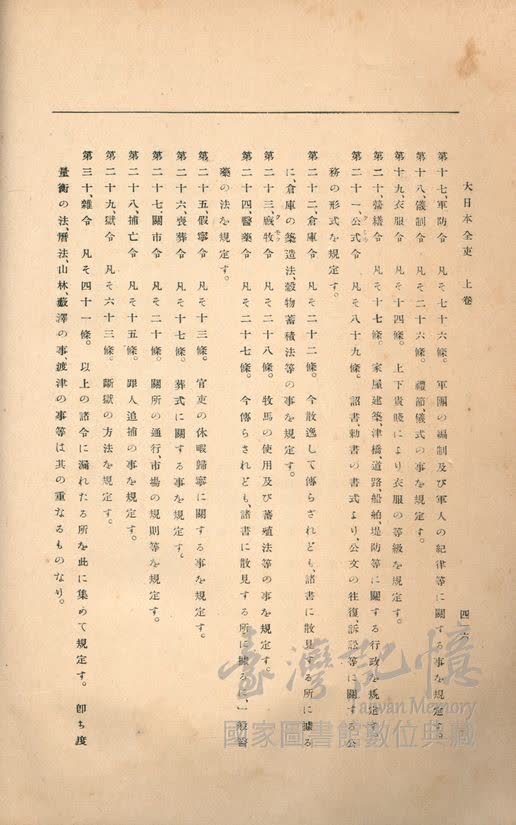 大日本全史 上卷
第十七、軍防令 凡そ七十六條。 軍團の編制及び軍人の紀律等に關する事を規定す。
第十八、儀制令 凡そ二十六條。 禮節、儀式の事を規定す。
第十九、衣服令 凡そ十四條。 上下貴賤により衣服の等級を規定す。
第二十、營繕令 凡そ十七條。 家屋建築、津橋、道路、船舶、堤防等に關する行政を規定す。
第二十一、公式令 凡そ八十九條。 詔書、勅書の書式より、公文の往復、訴訟等に關する公
務の形式を規定す。
第二十二、倉庫令 凡そ二十二條。 今散逸して傳らざれども、諸書に散見する所に據る
に、倉庫の築造法、穀物蓄積法等の事を規定す。
第二十三、廐牧令 凡そ二十八條。 牧馬の使用及び蕃殖法等の事を規定す。
第二十四、醫藥令 凡そ二十七條。 今傳らざれども、諸書に散見する所に據るに、一般醫
藥の法を規定す。
第二十五假寧令 凡そ十三條。 官吏の休暇歸寧に關する事を規定す。
第二十六、喪葬令 凡そ十七條。 葬式に關する事を規定す。
第二十七、關市令 凡そ二十條。 關所の通行、市場の規則等を規定す。
第二十八、捕亡令 凡そ十五條。 罪人追捕の事を規定す。
第二十九、獄令 凡そ六十三條。 斷獄の方法を規定す。
第三十、雜令 凡そ四十一條。 以上の諸令に漏れたる所を此に集めて規定す。 卽ち度
量衡の法、曆法、山林、藪澤の事、渡津の事等は其の重なるものなり。
臺灣記憶
Taiwan Memory
國家圖書館數位典藏